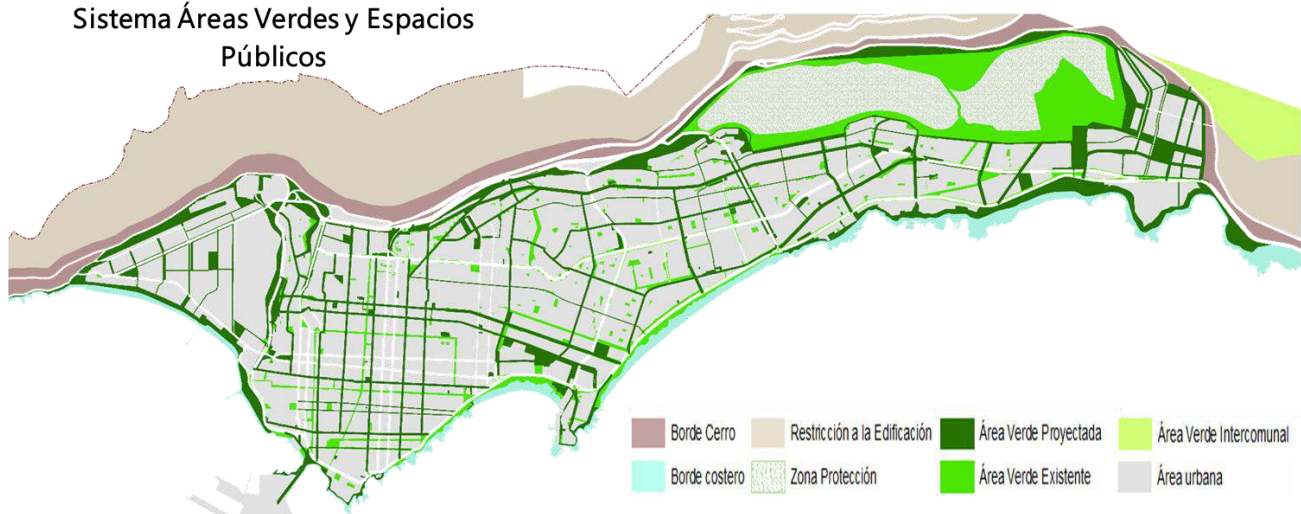 Sistema Áreas Verdes y Espacios
Públicos
Borde Cerro
Restricción a la Edificación
Área Verde Proyectada
Área Verde Intercomunal
Borde costero
Zona Protección
Área Verde Existente
Área urbana